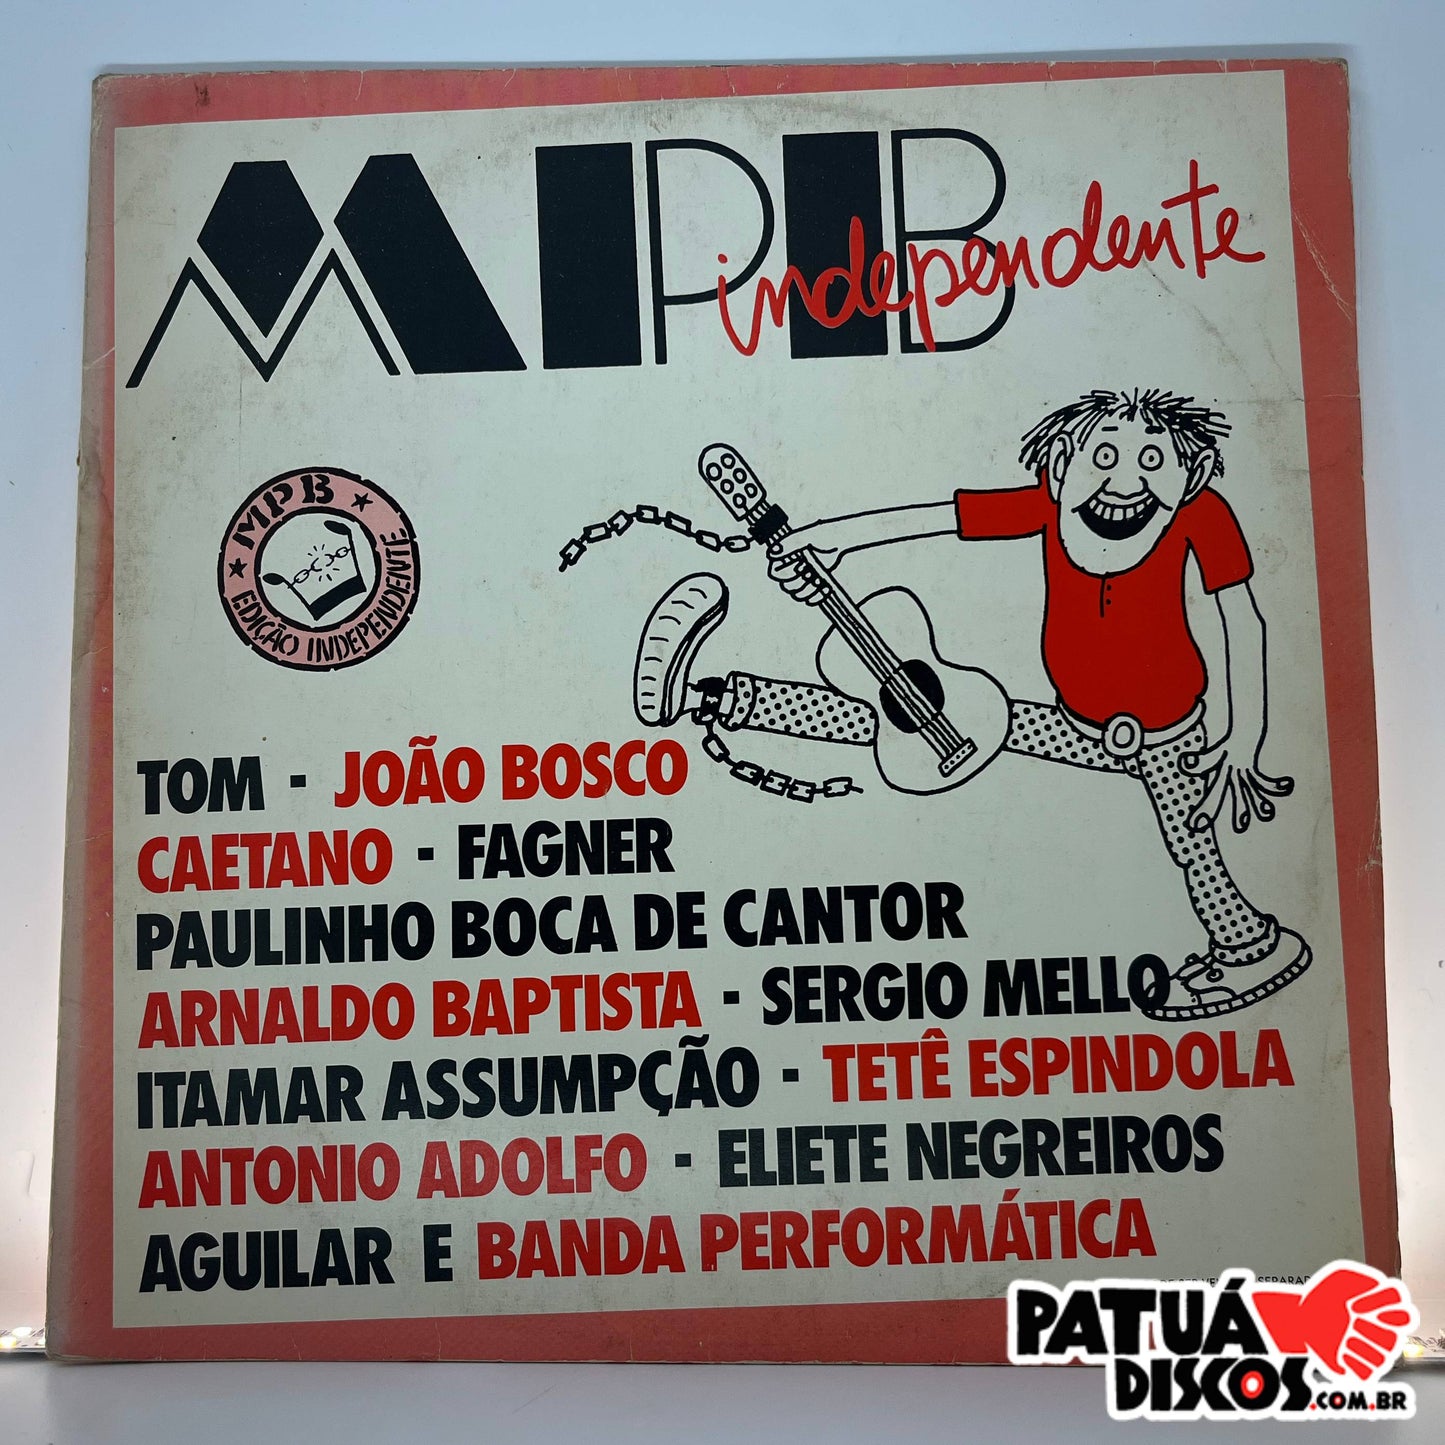 MPB
independente
MPB
EDIÇÃO INDEPENDENTE
TOM - JOÃO BOSCO
CAETANO - FAGNER
PAULINHO BOCA DE CANTOR
ARNALDO BAPTISTA - SERGIO MELLO
ITAMAR ASSUMPÇÃO - TETÊ ESPINDOLA
ANTONIO ADOLFO - ELIETE NEGREIROS
AGUILAR E BANDA PERFORMÁTICA
PATUÁ
DISCOS.COM.BR